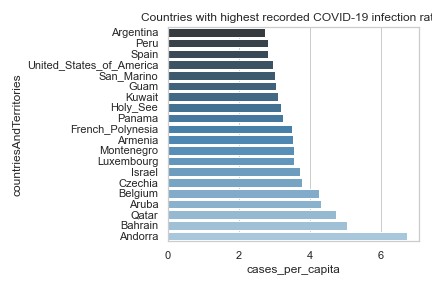 Countries with highest recorded COVID-19 infection rat
Argentina
Peru
Spain
United_States_of_America
San_Marino
Guam
Kuwait
Holy_See
Panama
French_Polynesia
Armenia
Montenegro
Luxembourg
Israel
Czechia
Belgium
Aruba
Qatar
Bahrain
Andorra
countriesAndTerritories
0 2 4 6
cases_per_capita